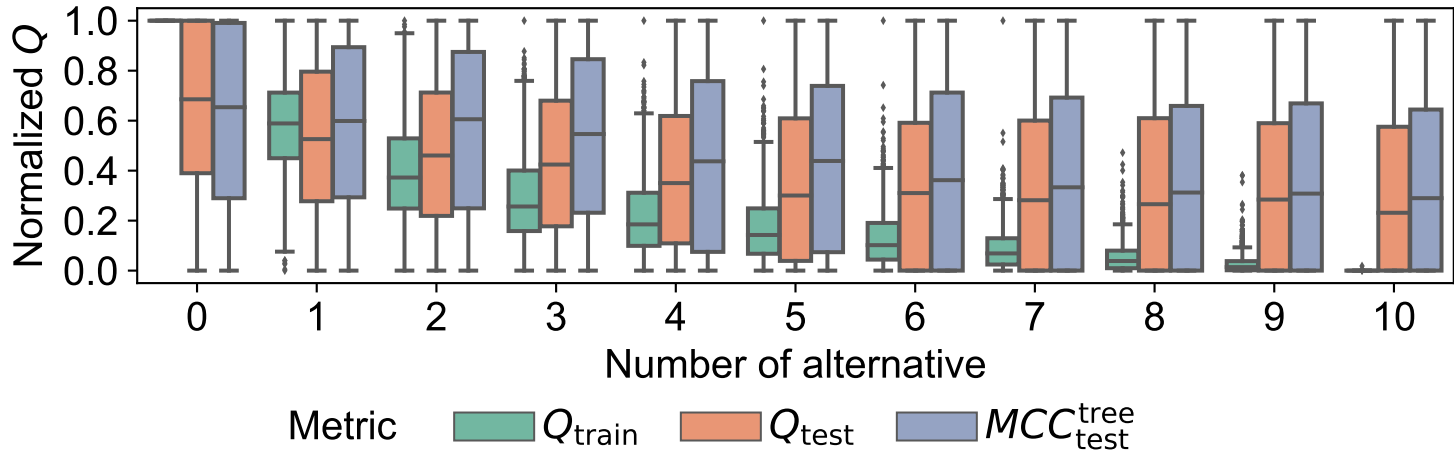 Normalized Q
1.0
0.8
0.6
0.4
0.2
0.0
0 1 2 3 4 5 6 7 8 9 10
Number of alternative
Metric Q_train Q_test MCC_test^tree